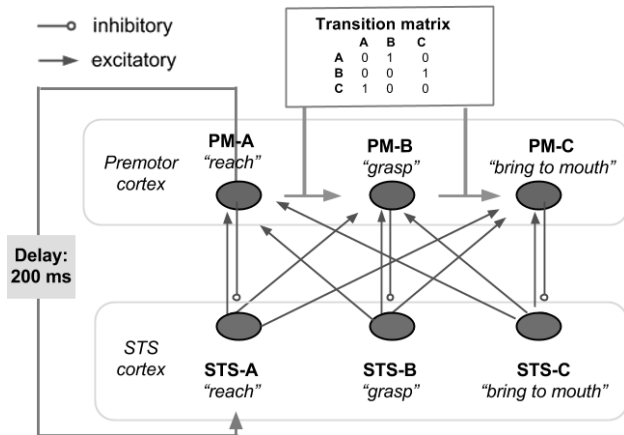 inhibitory
excitatory
Transition matrix
A B C
A 0 1 0
B 0 0 1
C 1 0 0
Premotor
cortex
PM-A
"reach"
PM-B
"grasp"
PM-C
"bring to mouth"
Delay:
200 ms
STS
cortex
STS-A
"reach"
STS-B
"grasp"
STS-C
"bring to mouth"